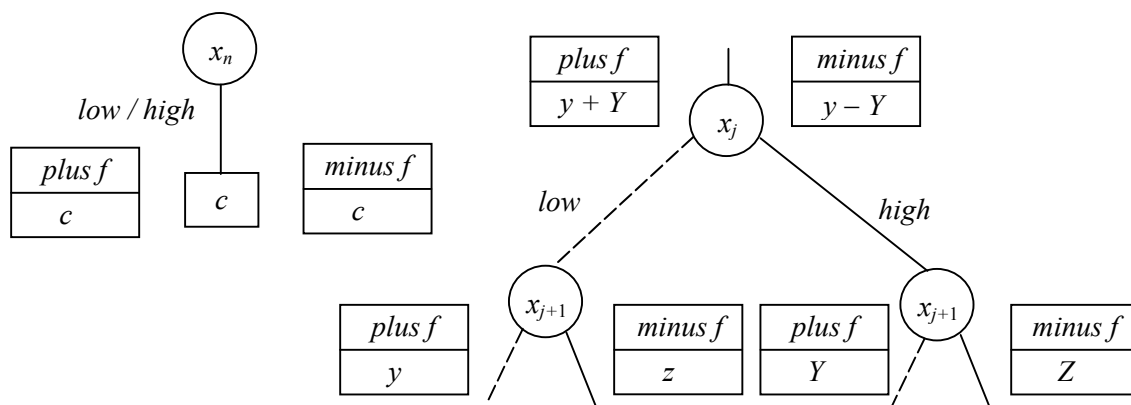 x_n
low / high
plus f
c
c
minus f
c
plus f
y + Y
x_j
minus f
y – Y
low
high
x_{j+1}
plus f
y
minus f
z
plus f
Y
x_{j+1}
minus f
Z